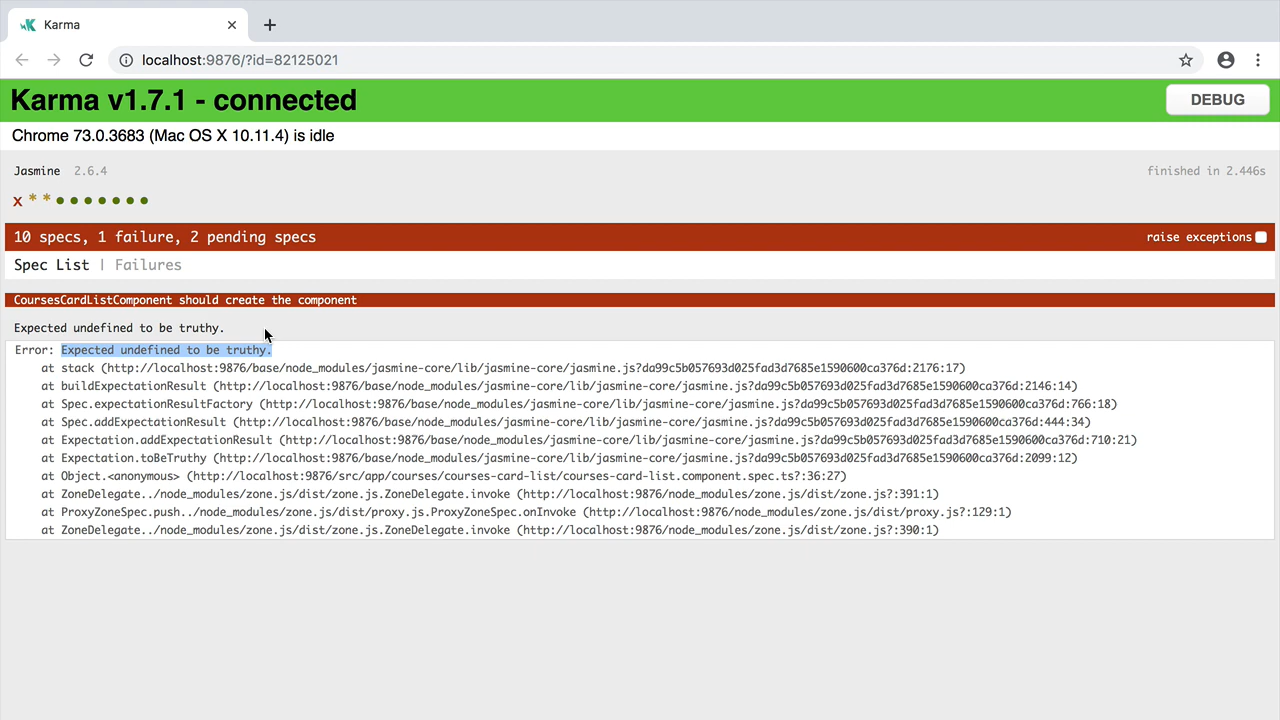 Karma
localhost:9876/?id=82125021
Karma v1.7.1 - connected
DEBUG
Chrome 73.0.3683 (Mac OS X 10.11.4) is idle
Jasmine 2.6.4
finished in 2.446s
x**•••••••
10 specs, 1 failure, 2 pending specs
raise exceptions
Spec List | Failures
CoursesCardListComponent should create the component
Expected undefined to be truthy.
Error: Expected undefined to be truthy.
at stack (http://localhost:9876/base/node_modules/jasmine-core/lib/jasmine-core/jasmine.js?da99c5b057693d025fad3d7685e1590600ca376d:2176:17)
at buildExpectationResult (http://localhost:9876/base/node_modules/jasmine-core/lib/jasmine-core/jasmine.js?da99c5b057693d025fad3d7685e1590600ca376d:2146:14)
at Spec.expectationResultFactory (http://localhost:9876/base/node_modules/jasmine-core/lib/jasmine-core/jasmine.js?da99c5b057693d025fad3d7685e1590600ca376d:766:18)
at Spec.addExpectationResult (http://localhost:9876/base/node_modules/jasmine-core/lib/jasmine-core/jasmine.js?da99c5b057693d025fad3d7685e1590600ca376d:444:34)
at Expectation.addExpectationResult (http://localhost:9876/base/node_modules/jasmine-core/lib/jasmine-core/jasmine.js?da99c5b057693d025fad3d7685e1590600ca376d:710:21)
at Expectation.toBeTruthy (http://localhost:9876/base/node_modules/jasmine-core/lib/jasmine-core/jasmine.js?da99c5b057693d025fad3d7685e1590600ca376d:2099:12)
at Object.<anonymous> (http://localhost:9876/src/app/courses/courses-card-list/courses-card-list.component.spec.ts?:36:27)
at ZoneDelegate../node_modules/zone.js/dist/zone.js.ZoneDelegate.invoke (http://localhost:9876/node_modules/zone.js/dist/zone.js?:391:1)
at ProxyZoneSpec.push../node_modules/zone.js/dist/proxy.js.ProxyZoneSpec.onInvoke (http://localhost:9876/node_modules/zone.js/dist/proxy.js?:129:1)
at ZoneDelegate../node_modules/zone.js/dist/zone.js.ZoneDelegate.invoke (http://localhost:9876/node_modules/zone.js/dist/zone.js?:390:1)